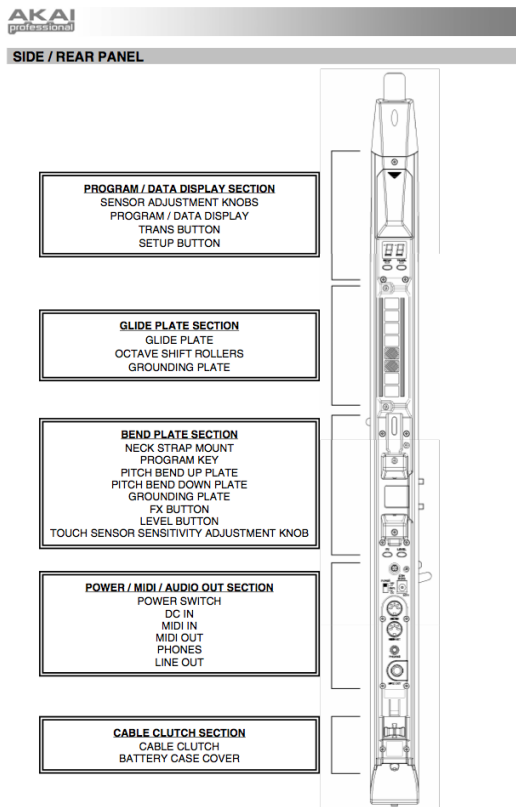 AKAI
professional
SIDE / REAR PANEL
PROGRAM / DATA DISPLAY SECTION
SENSOR ADJUSTMENT KNOBS
PROGRAM / DATA DISPLAY
TRANS BUTTON
SETUP BUTTON
GLIDE PLATE SECTION
GLIDE PLATE
OCTAVE SHIFT ROLLERS
GROUNDING PLATE
BEND PLATE SECTION
NECK STRAP MOUNT
PROGRAM KEY
PITCH BEND UP PLATE
PITCH BEND DOWN PLATE
GROUNDING PLATE
FX BUTTON
LEVEL BUTTON
TOUCH SENSOR SENSITIVITY ADJUSTMENT KNOB
POWER / MIDI / AUDIO OUT SECTION
POWER SWITCH
DC IN
MIDI IN
MIDI OUT
PHONES
LINE OUT
CABLE CLUTCH SECTION
CABLE CLUTCH
BATTERY CASE COVER